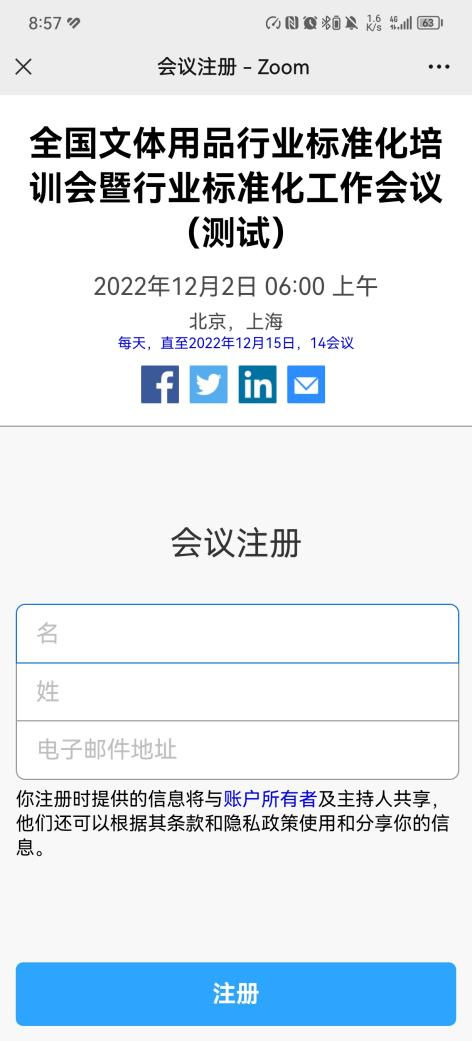 8:57
1.6
K/s
4G
63
会议注册 – Zoom
全国文体用品行业标准化培
训会暨行业标准化工作会议
（测试）
2022年12月2日 06:00 上午
北京，上海
每天，直至2022年12月15日，14会议
会议注册
名
姓
电子邮件地址
你注册时提供的信息将与账户所有者及主持人共享，
他们还可以根据其条款和隐私政策使用和分享你的信
息。
注册